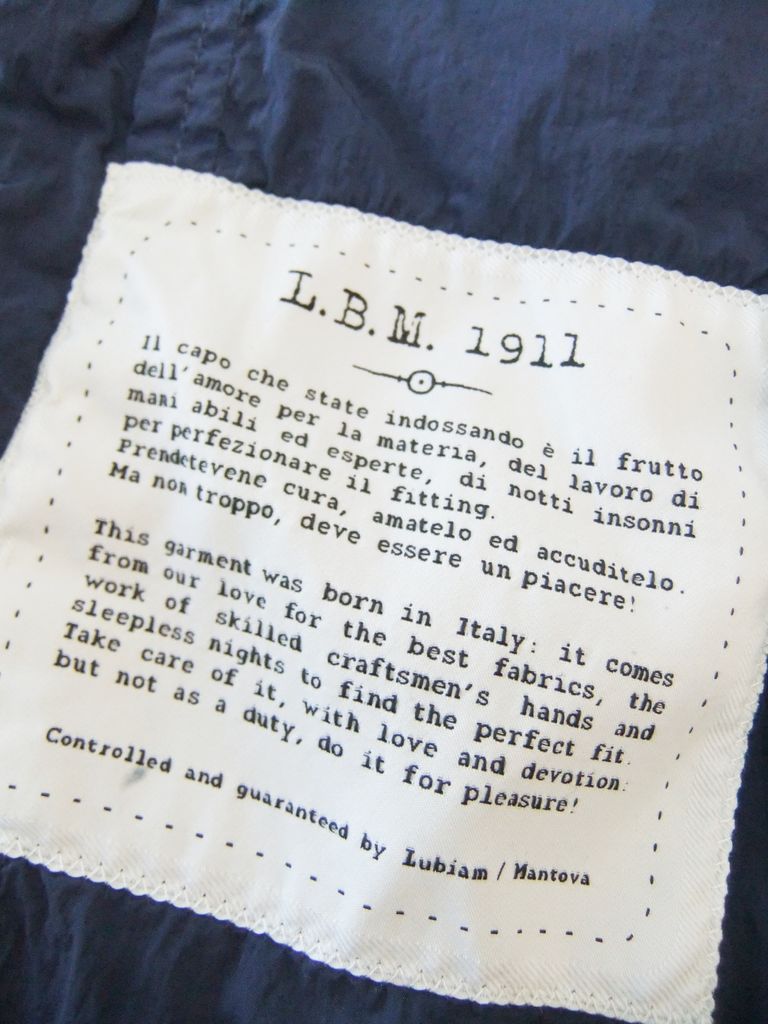 L.B.M. 1911
Il capo che state indossando è il frutto
dell'amore per la materia, del lavoro di
mani abili ed esperte, di notti insonni
per perfezionare il fitting.
Prendetevene cura, amatelo ed accuditelo.
Ma non troppo, deve essere un piacere!
This garment was born in Italy: it comes
from our love for the best fabrics, the
work of skilled craftsmen's hands and
sleepless nights to find the perfect fit.
Take care of it, with love and devotion:
but not as a duty, do it for pleasure!
Controlled and guaranteed by Lubiam / Mantova